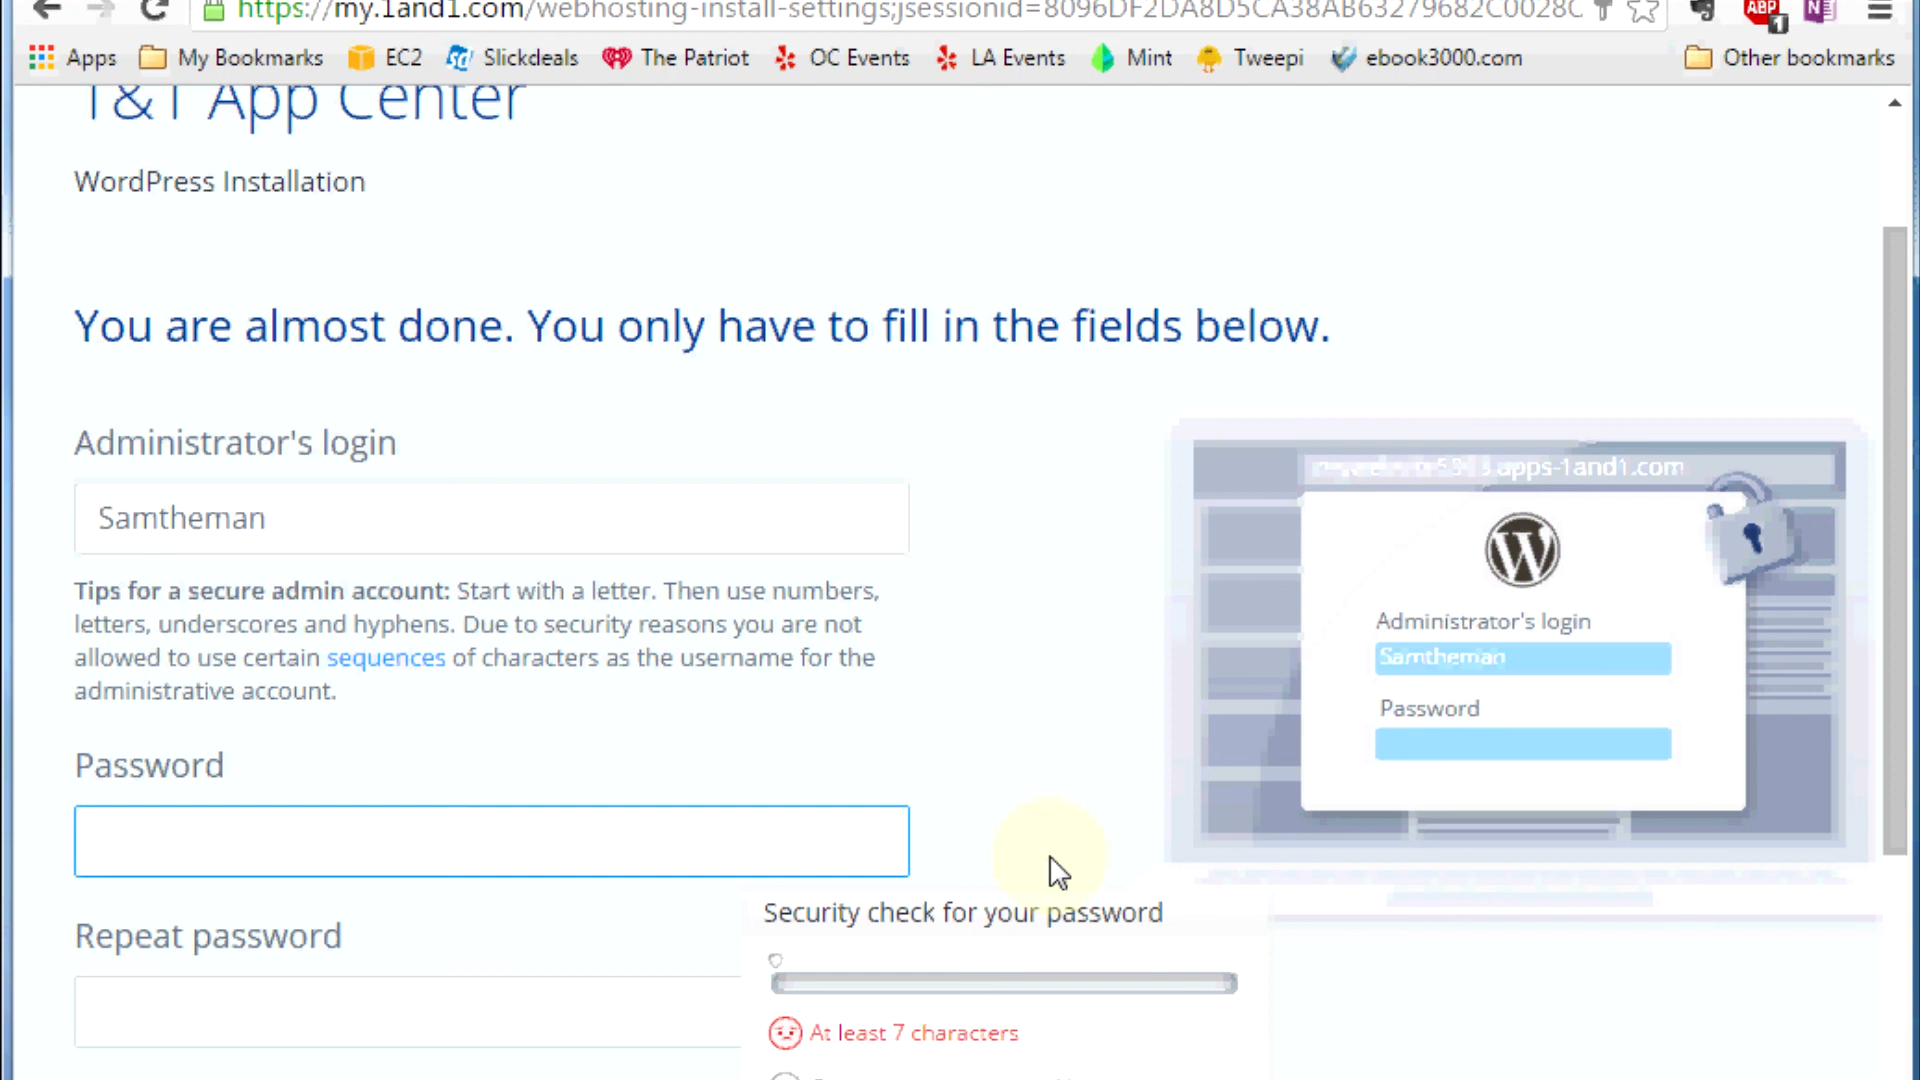 https://my.1and1.com/webhosting-install-settings;jsessionid=8096DF2DA8D5CA38AB63279682C0028C ABP 1 N
Apps My Bookmarks EC2 Slickdeals The Patriot OC Events LA Events Mint Tweepi ebook3000.com Other bookmarks
1&1 App Center
WordPress Installation
You are almost done. You only have to fill in the fields below.
Administrator's login
Samtheman
Tips for a secure admin account: Start with a letter. Then use numbers,
letters, underscores and hyphens. Due to security reasons you are not
allowed to use certain sequences of characters as the username for the
administrative account.
Password
Repeat password
apps-1and1.com
W
Administrator's login
Samtheman
Password
Security check for your password
At least 7 characters